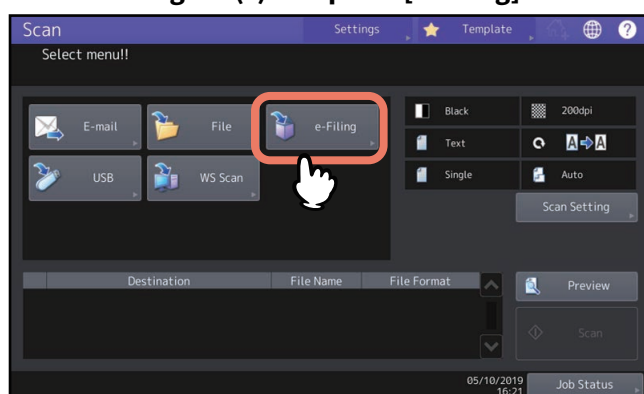 Scan Settings Template ?
Select menu!!
E-mail File e-Filing
Black 200dpi
Text A A
USB WS Scan
Single Auto
Scan Setting
Destination File Name File Format
Preview
Scan
05/10/2019
16:21
Job Status